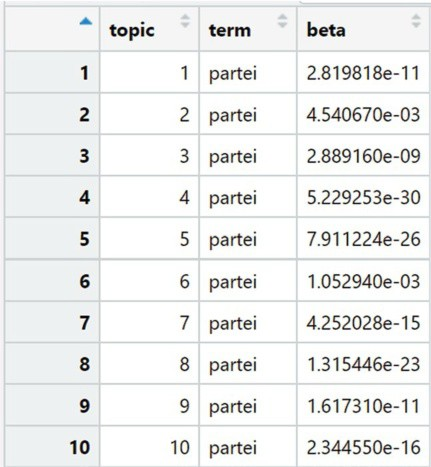 topic term beta
1 1 partei 2.819818e-11
2 2 partei 4.540670e-03
3 3 partei 2.889160e-09
4 4 partei 5.229253e-30
5 5 partei 7.911224e-26
6 6 partei 1.052940e-03
7 7 partei 4.252028e-15
8 8 partei 1.315446e-23
9 9 partei 1.617310e-11
10 10 partei 2.344550e-16